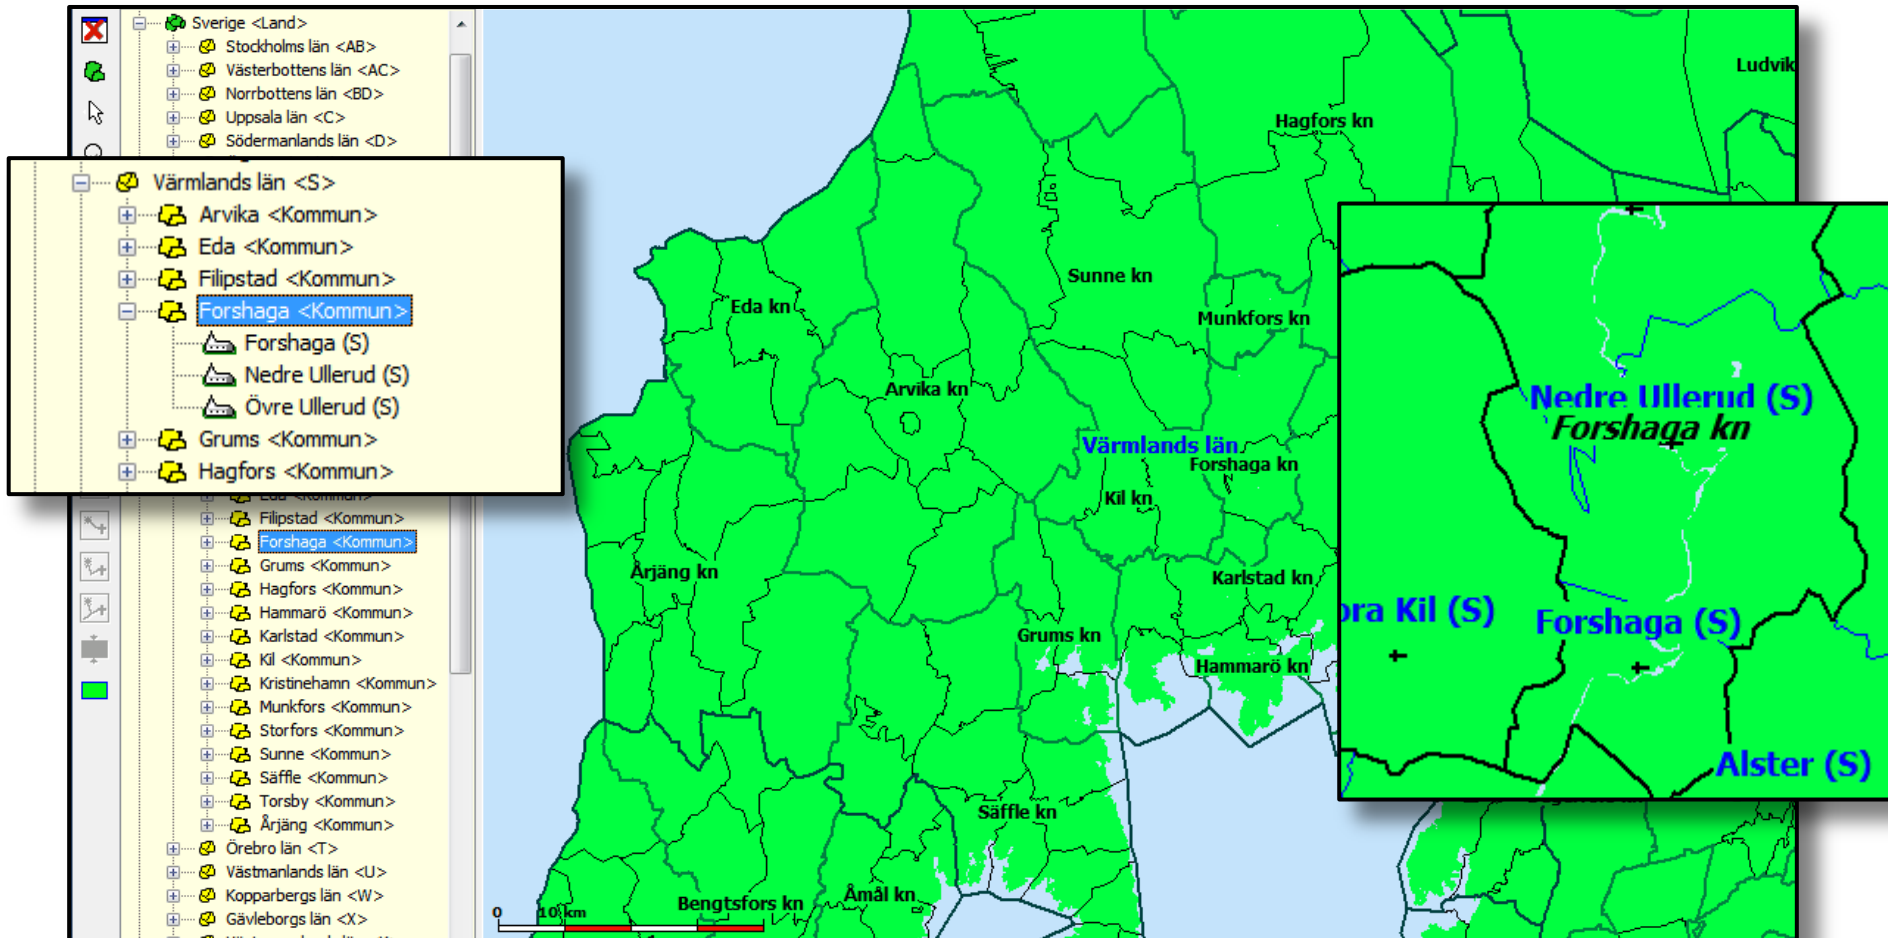 Sverige <Land>
Stockholms län <AB>
Västerbottens län <AC>
Norrbottens län <BD>
Uppsala län <C>
Södermanlands län <D>
Värmlands län <S>
Arvika <Kommun>
Eda <Kommun>
Filipstad <Kommun>
Forshaga <Kommun>
Forshaga (S)
Nedre Ullerud (S)
Övre Ullerud (S)
Grums <Kommun>
Hagfors <Kommun>
Eda <Kommun>
Filipstad <Kommun>
Forshaga <Kommun>
Grums <Kommun>
Hagfors <Kommun>
Hammarö <Kommun>
Karlstad <Kommun>
Kil <Kommun>
Kristinehamn <Kommun>
Munkfors <Kommun>
Storfors <Kommun>
Sunne <Kommun>
Säffle <Kommun>
Torsby <Kommun>
Årjäng <Kommun>
Örebro län <T>
Västmanlands län <U>
Kopparbergs län <W>
Gävleborgs län <X>
Ludvik
Hagfors kn
Sunne kn
Eda kn
Munkfors kn
Arvika kn
Värmlands län
Forshaga kn
Kil kn
Årjäng kn
Karlstad kn
Grums kn
Hammarö kn
Säffle kn
Åmål kn
Bengtsfors kn
0 10 km
Nedre Ullerud (S)
Forshaga kn
ora Kil (S)
Forshaga (S)
Alster (S)